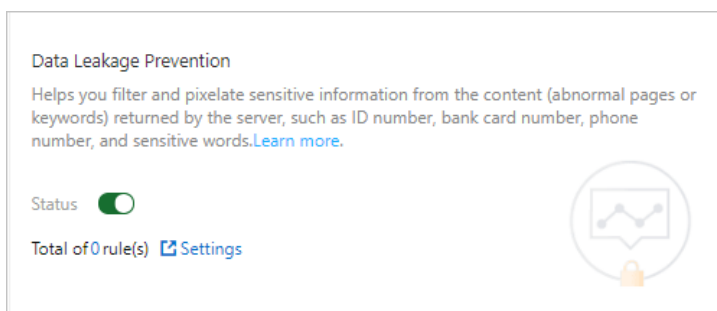 Data Leakage Prevention
Helps you filter and pixelate sensitive information from the content (abnormal pages or
keywords) returned by the server, such as ID number, bank card number, phone
number, and sensitive words.Learn more.
Status
Total of 0 rule(s) Settings